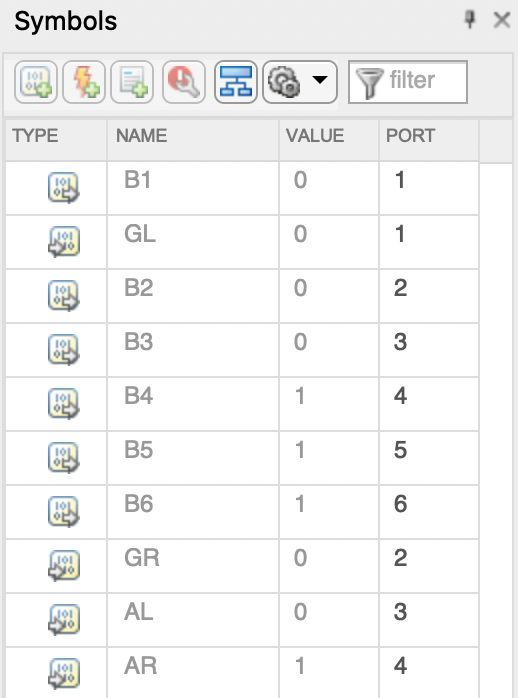 Symbols
filter
TYPE NAME VALUE PORT
B1 0 1
GL 0 1
B2 0 2
B3 0 3
B4 1 4
B5 1 5
B6 1 6
GR 0 2
AL 0 3
AR 1 4